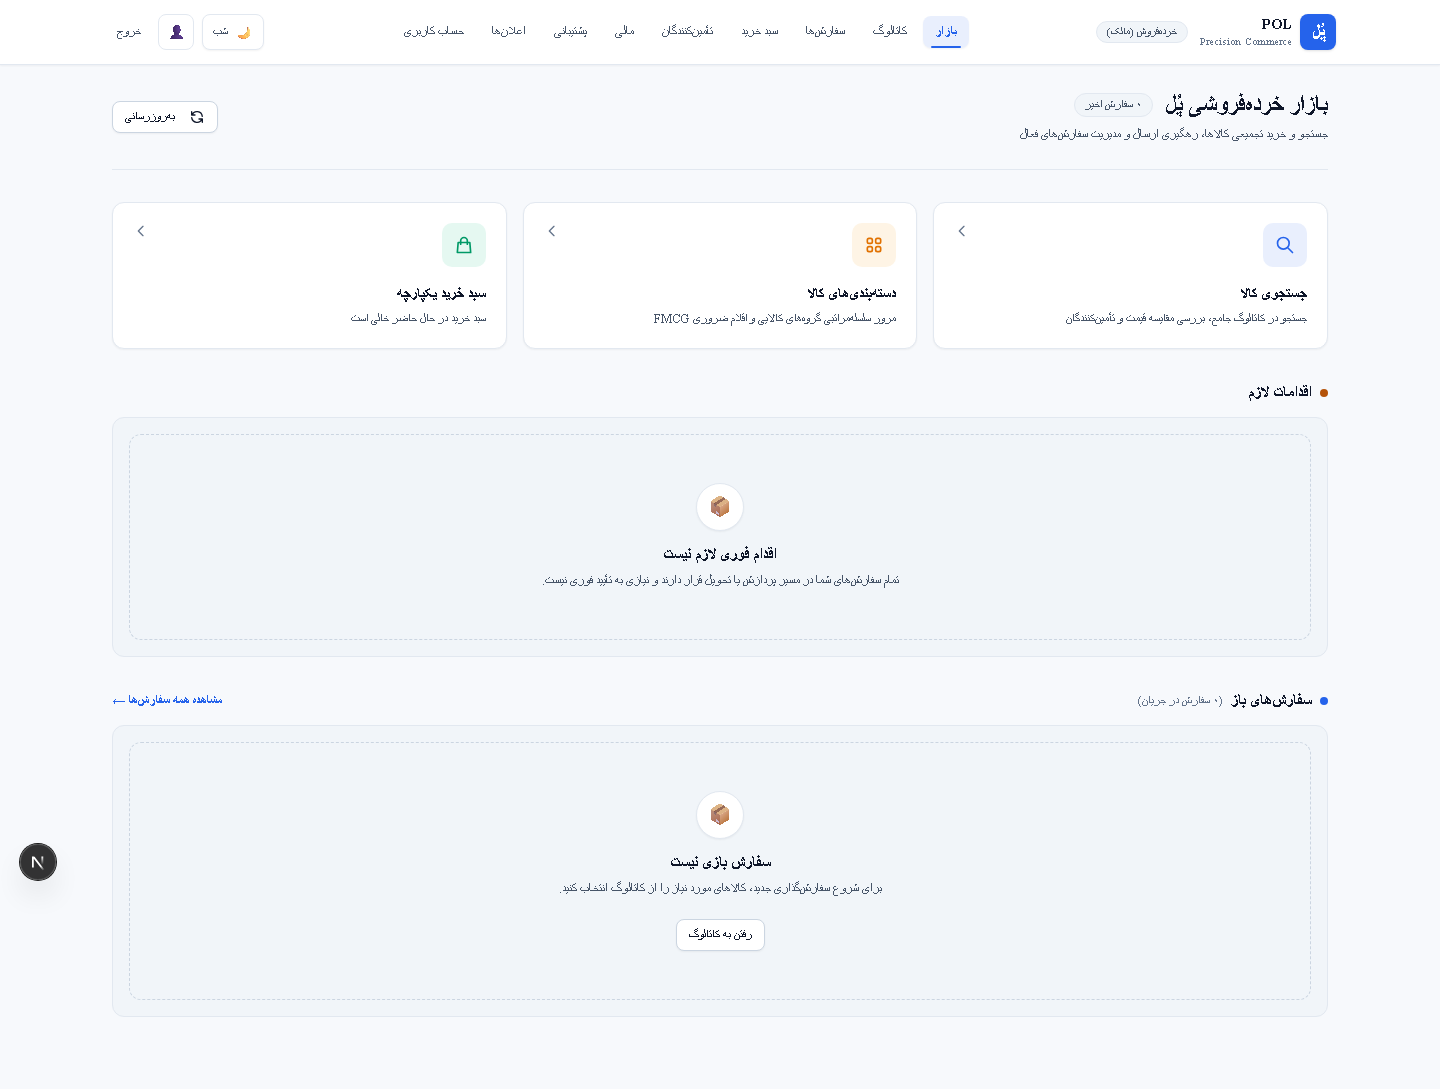 پُل
POL
Precision Commerce
خرده‌فروش (مالک)
بازار
کاتالوگ
سفارش‌ها
سبد خرید
تأمین‌کنندگان
مالی
پشتیبانی
اعلان‌ها
حساب کاربری
شب
خروج
بازار خرده‌فروشی پُل
۰ سفارش اخیر
جستجو و خرید تجمیعی کالاها، رهگیری ارسال و مدیریت سفارش‌های فعال
به‌روزرسانی
جستجوی کالا
جستجو در کاتالوگ جامع، بررسی مقایسه قیمت و تأمین‌کنندگان
دسته‌بندی‌های کالا
مرور سلسله‌مراتبی گروه‌های کالایی و اقلام ضروری FMCG
سبد خرید یکپارچه
سبد خرید در حال حاضر خالی است
اقدامات لازم
اقدام فوری لازم نیست
تمام سفارش‌های شما در مسیر پردازش یا تحویل قرار دارند و نیازی به تأیید فوری نیست.
سفارش‌های باز
(۰ سفارش در جریان)
مشاهده همه سفارش‌ها ←
سفارش بازی نیست
برای شروع سفارش‌گذاری جدید، کالاهای مورد نیاز را از کاتالوگ انتخاب کنید.
رفتن به کاتالوگ
N